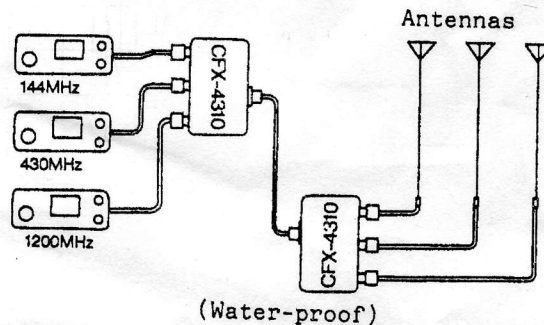 Antennas
144MHz
CFX-4310
430MHz
1200MHz
CFX-4310
(Water-proof)